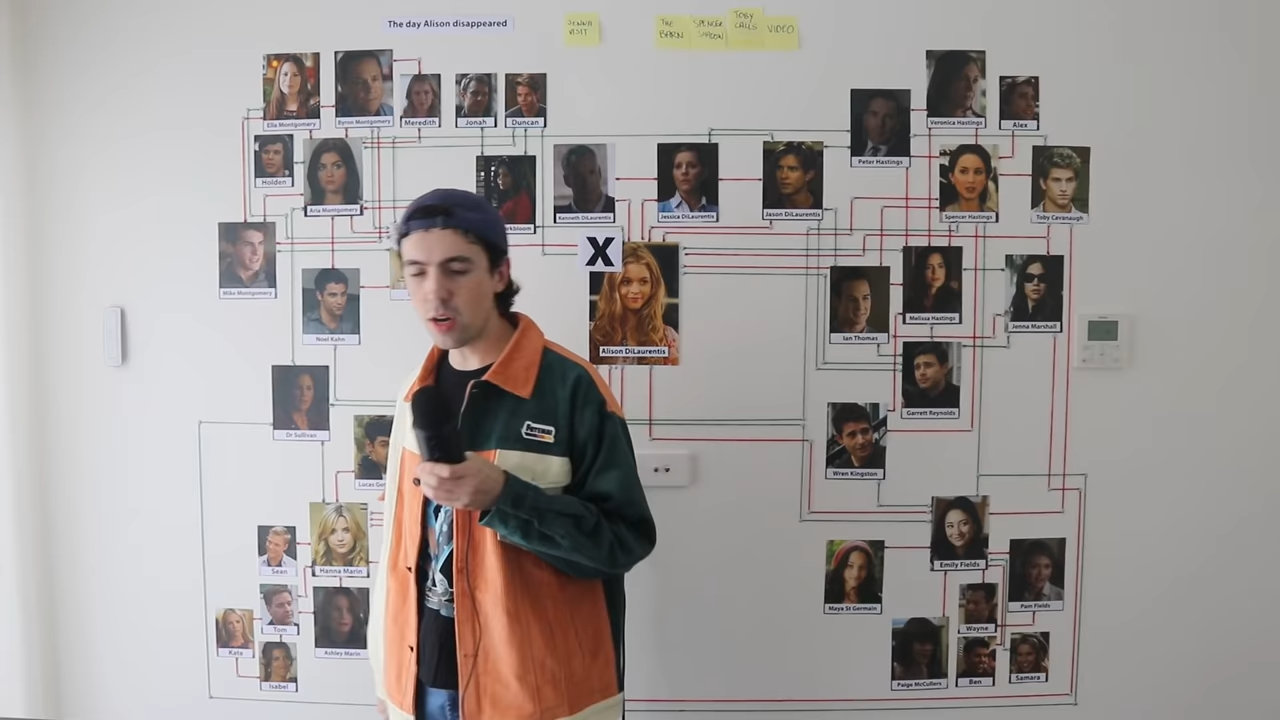 The day Alison disappeared
JENNA
VISIT
THE
BARN
SPENCER
TOBY
CALLS
VIDEO
Ella Montgomery
Byron Montgomery
Meredith
Jonah
Duncan
Veronica Hastings
Alex
Peter Hastings
Holden
Aria Montgomery
Kenneth DiLaurentis
Jessica DiLaurentis
Jason DiLaurentis
Spencer Hastings
Toby Cavanaugh
X
Mike Montgomery
Noel Kahn
Alison DiLaurentis
Ian Thomas
Melissa Hastings
Jenna Marshall
Garrett Reynolds
Dr Sullivan
Wren Kingston
Sean
Hanna Marin
Emily Fields
Maya St Germain
Pam Fields
Tom
Wayne
Kate
Ashley Marin
Isabel
Paige McCullers
Ben
Samara